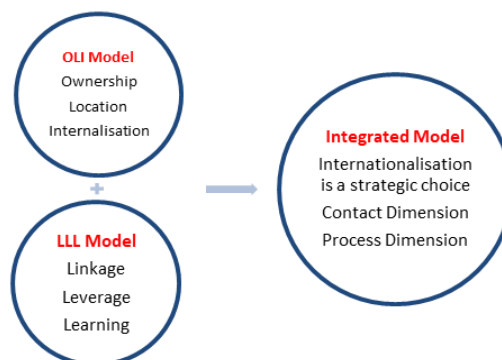 OLI Model
Ownership
Location
Internalisation
+
LLL Model
Linkage
Leverage
Learning
Integrated Model
Internationalisation
is a strategic choice
Contact Dimension
Process Dimension